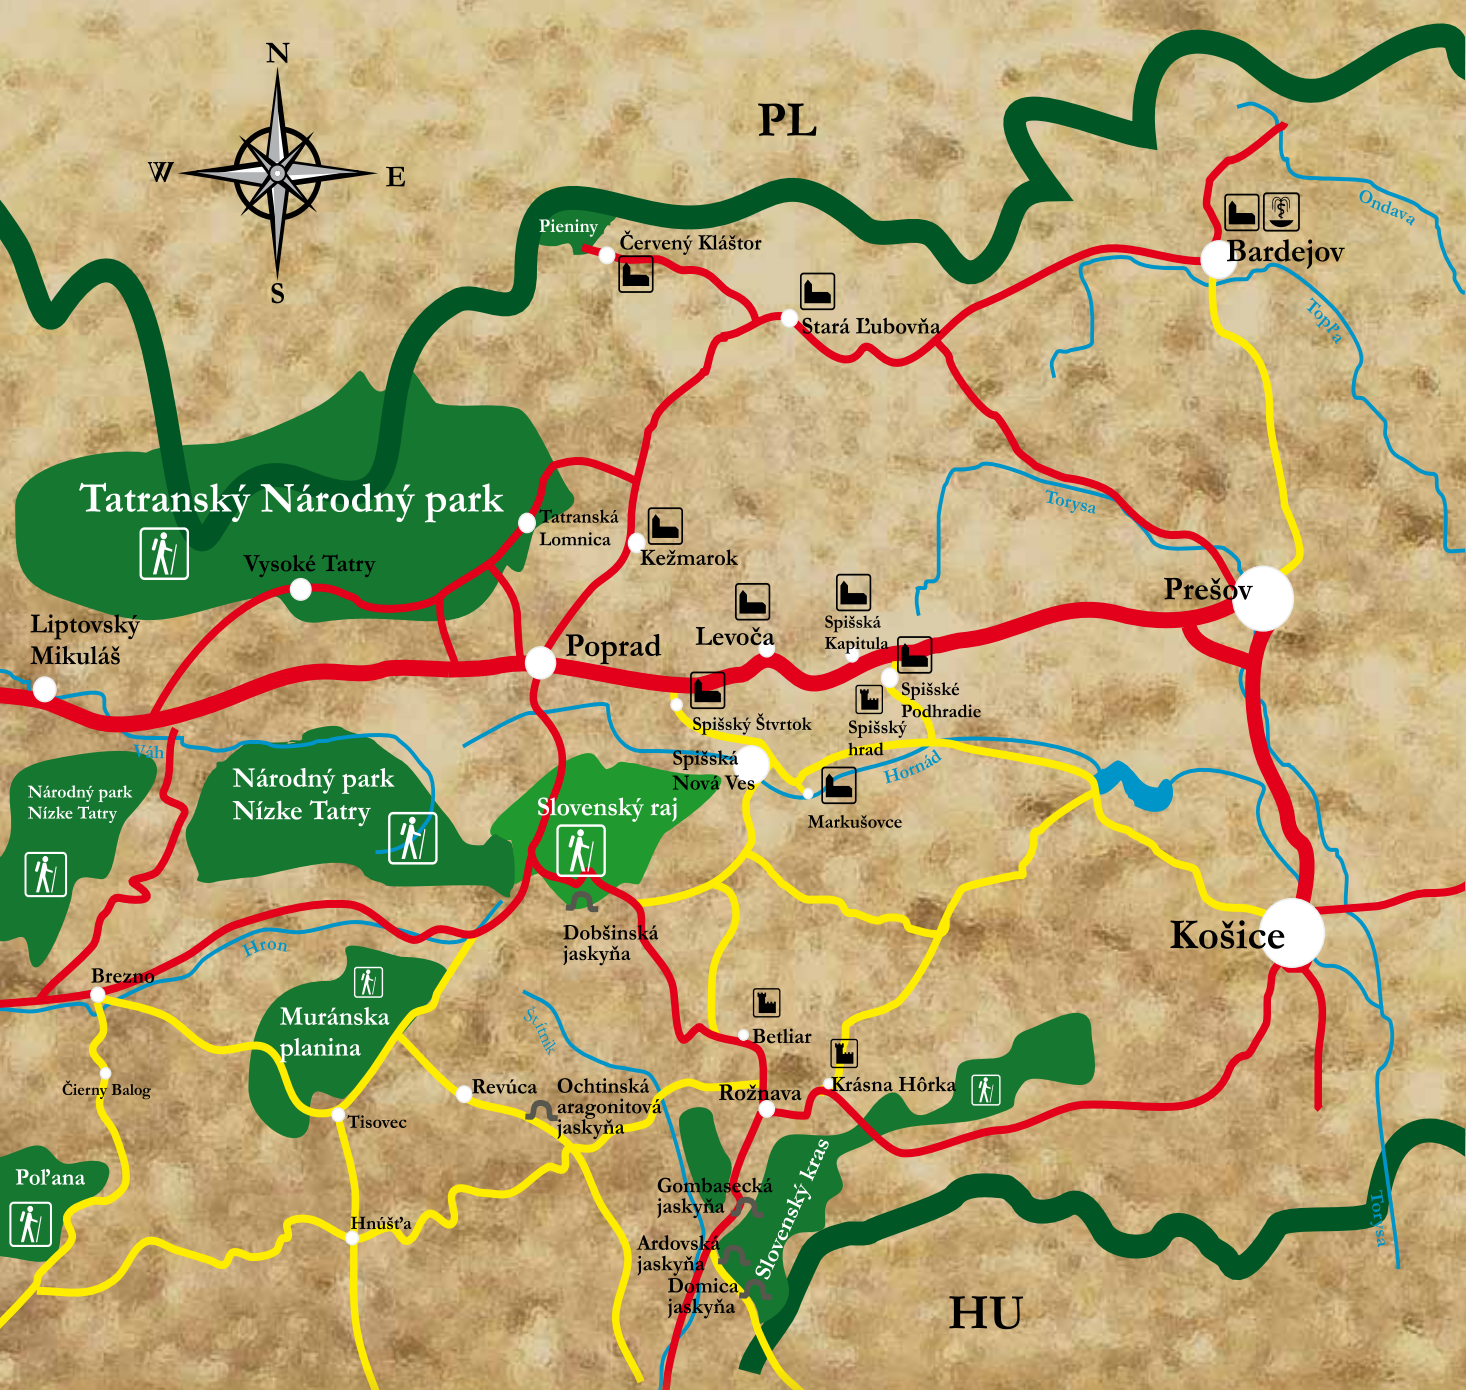 N
W
E
S
PL
Ondava
Pieniny
Červený Kláštor
Bardejov
Topľa
Stará Ľubovňa
Tatranský Národný park
Tatranská
Lomnica
Torysa
Kežmarok
Vysoké Tatry
Prešov
Liptovský
Mikuláš
Poprad
Levoča
Spišská
Kapitula
Spišské
Podhradie
Spišský Štvrtok
Spišský
hrad
Váh
Spišská
Nová Ves
Hornád
Národný park
Nízke Tatry
Národný park
Nízke Tatry
Slovenský raj
Markušovce
Dobšinská
jaskyňa
Košice
Hron
Brezno
Muránska
planina
Štítnik
Betliar
Čierny Balog
Revúca
Ochtinská
aragonitová
jaskyňa
Rožnava
Krásna Hôrka
Tisovec
Poľana
Gombasecká
jaskyňa
Slovenský kras
Hnúšťa
Ardovská
jaskyňa
Domica
jaskyňa
Torysa
HU